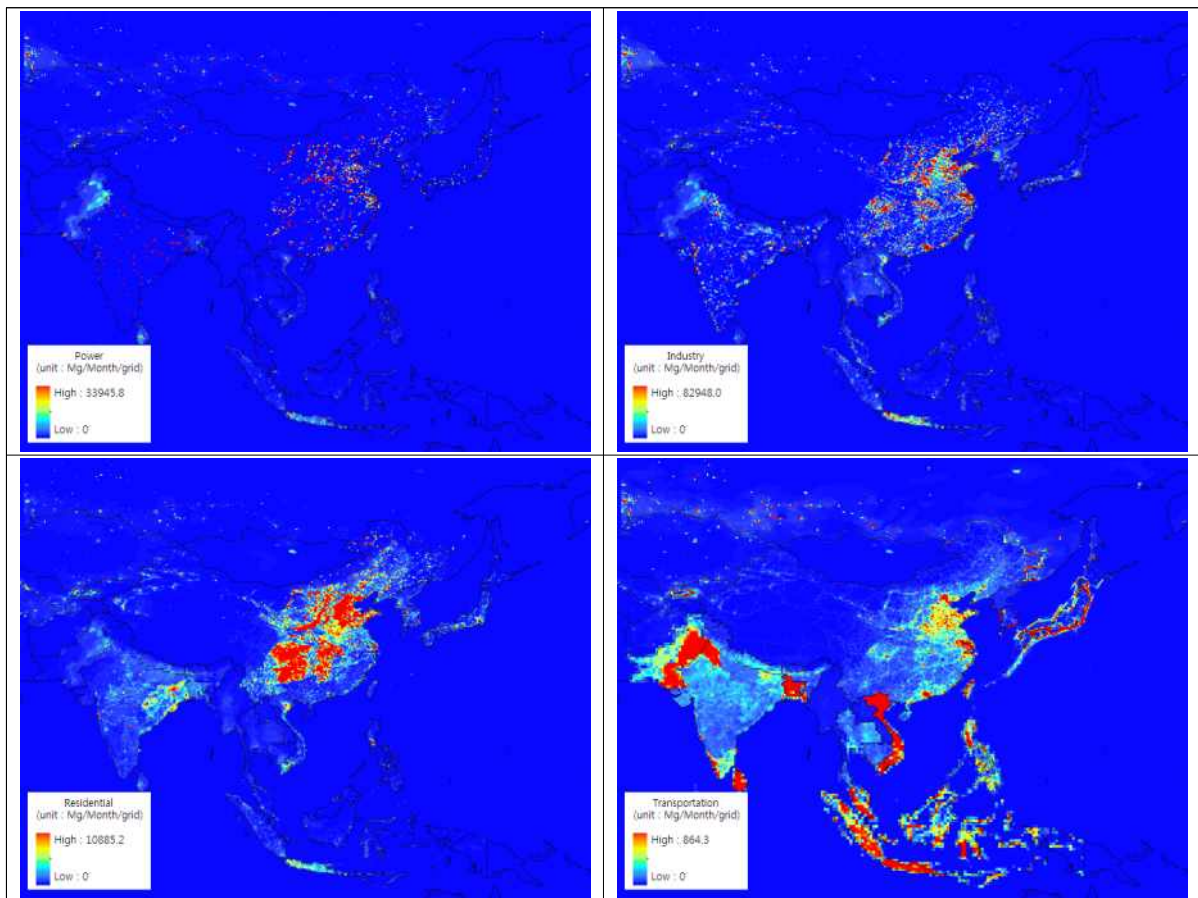 Power
(unit : Mg/Month/grid)
High : 33945.8
Low : 0
Industry
(unit : Mg/Month/grid)
High : 82948.0
Low : 0
Residential
(unit : Mg/Month/grid)
High : 10885.2
Low : 0
Transportation
(unit : Mg/Month/grid)
High : 864.3
Low : 0